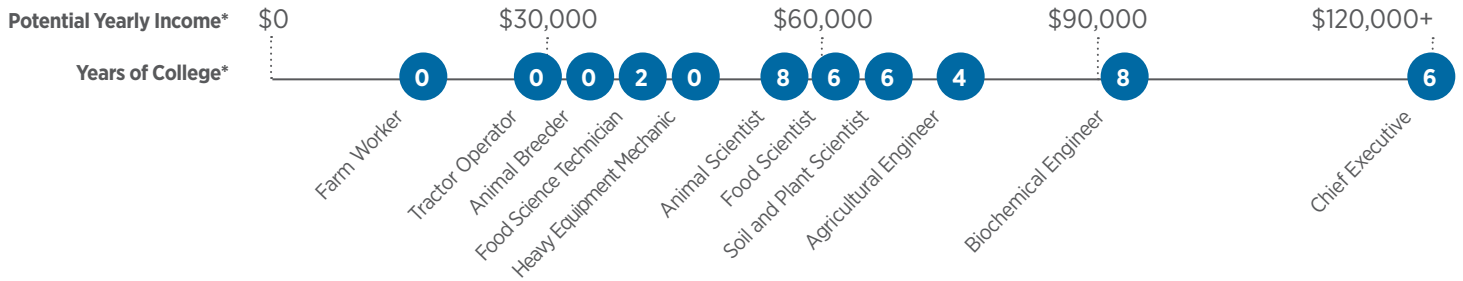 Potential Yearly Income* $0 $30,000 $60,000 $90,000 $120,000+
Years of College* 0 0 0 2 0 8 6 6 4 8 6
Farm Worker
Tractor Operator
Animal Breeder
Food Science Technician
Heavy Equipment Mechanic
Animal Scientist
Food Scientist
Soil and Plant Scientist
Agricultural Engineer
Biochemical Engineer
Chief Executive